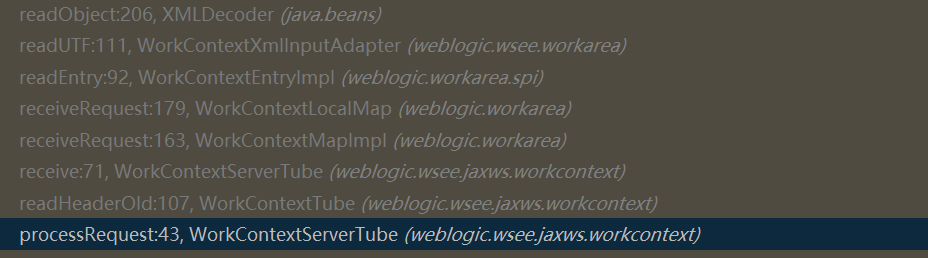 readObject:206, XMLDecoder (java.beans)
readUTF:111, WorkContextXmlInputAdapter (weblogic.wsee.workarea)
readEntry:92, WorkContextEntryImpl (weblogic.workarea.spi)
receiveRequest:179, WorkContextLocalMap (weblogic.workarea)
receiveRequest:163, WorkContextMapImpl (weblogic.workarea)
receive:71, WorkContextServerTube (weblogic.wsee.jaxws.workcontext)
readHeaderOld:107, WorkContextTube (weblogic.wsee.jaxws.workcontext)
processRequest:43, WorkContextServerTube (weblogic.wsee.jaxws.workcontext)